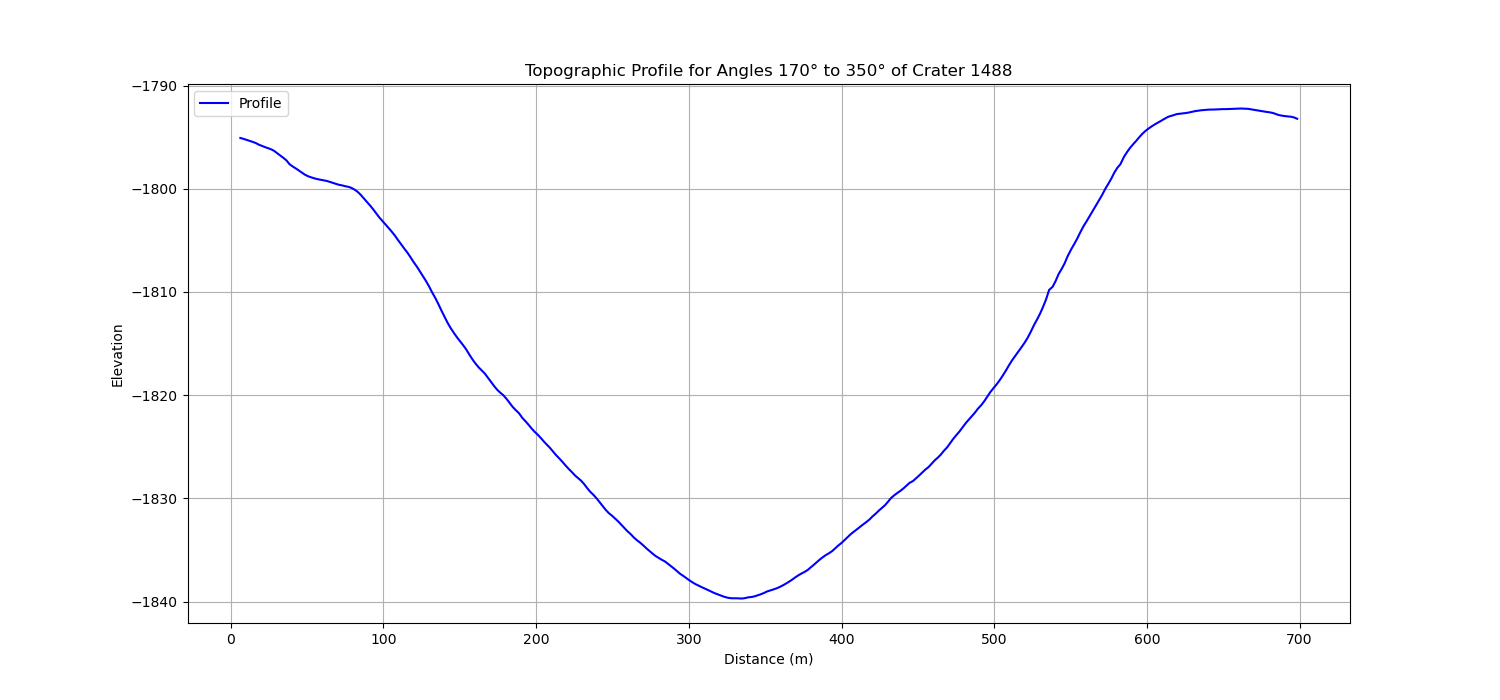 Topographic Profile for Angles 170° to 350° of Crater 1488
Profile
−1790
−1800
−1810
−1820
−1830
−1840
Elevation
0 100 200 300 400 500 600 700
Distance (m)